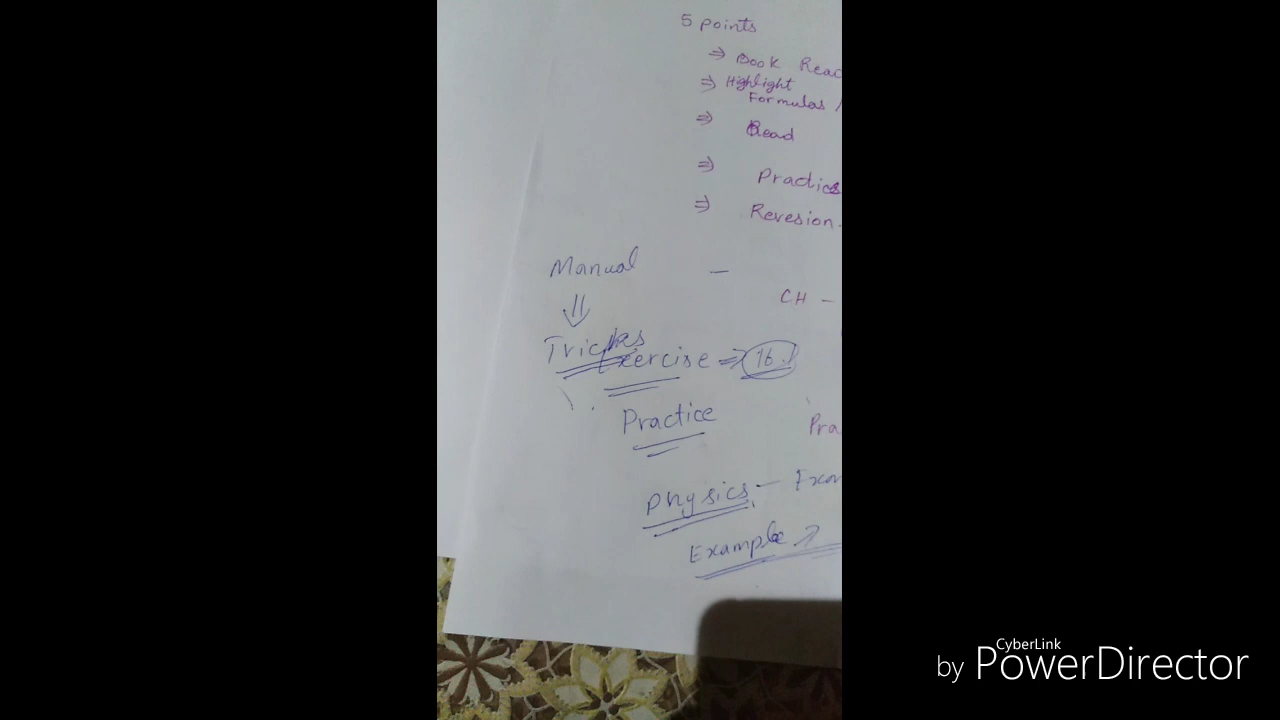 5 points
⇒ Book Reac
⇒ Highlight
Formulas /
⇒ Read
⇒ Practice
⇒ Revesion.
Manual —
CH –
Tricks
Exercise ⇒ 16.1
Practice
Pra
Physics – Exam
Example
CyberLink
by PowerDirector